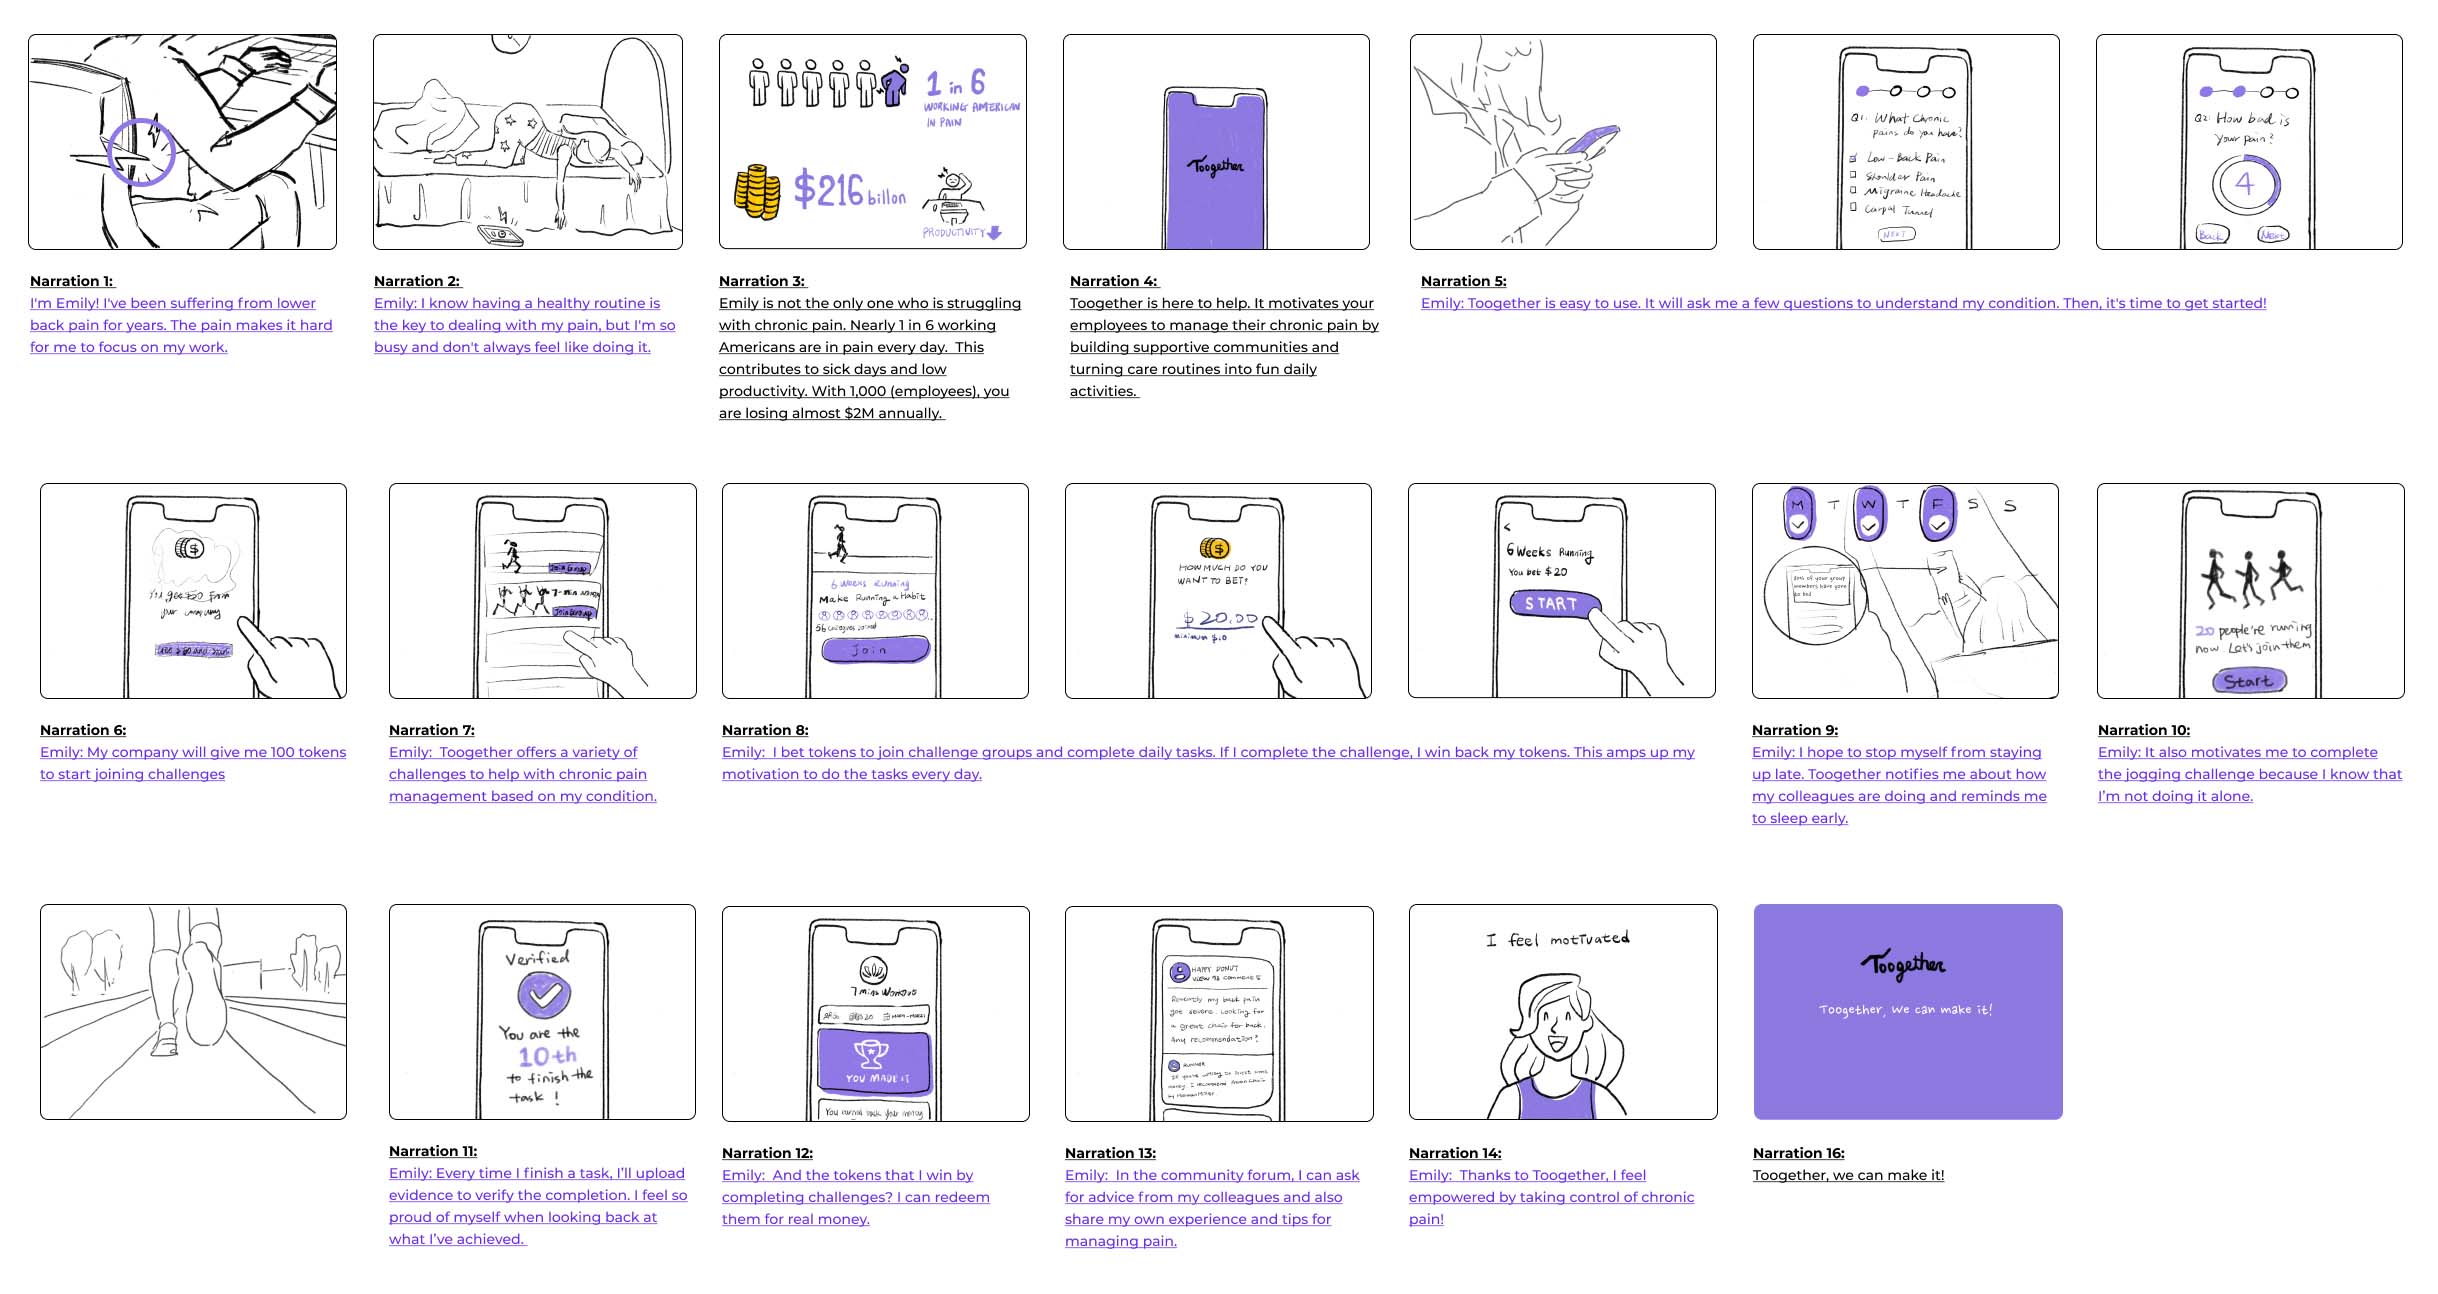 1 in 6
WORKING AMERICAN
IN PAIN
$216 billon
PRODUCTIVITY
Toogether
Q1. What Chronic
pains do you have?
Low-Back Pain
Shoulder Pain
Migraine Headache
Carpal Tunnel
NEXT
Q2. How bad is
your pain?
4
Back
Next
Narration 1:
I'm Emily! I've been suffering from lower
back pain for years. The pain makes it hard
for me to focus on my work.
Narration 2:
Emily: I know having a healthy routine is
the key to dealing with my pain, but I'm so
busy and don't always feel like doing it.
Narration 3:
Emily is not the only one who is struggling
with chronic pain. Nearly 1 in 6 working
Americans are in pain every day. This
contributes to sick days and low
productivity. With 1,000 (employees), you
are losing almost $2M annually.
Narration 4:
Toogether is here to help. It motivates your
employees to manage their chronic pain by
building supportive communities and
turning care routines into fun daily
activities.
Narration 5:
Emily: Toogether is easy to use. It will ask me a few questions to understand my condition. Then, it's time to get started!
$
from
your company
7-min
6 Weeks Running
Make Running a Habit
56 joined
Join
$
HOW MUCH DO YOU
WANT TO BET?
$20.00
minimum
<
6 Weeks Running
You bet $20
START
M T W T F S S
of your group
members have gone
to bed
20 people're running
now. Let's join them
Start
Narration 6:
Emily: My company will give me 100 tokens
to start joining challenges
Narration 7:
Emily: Toogether offers a variety of
challenges to help with chronic pain
management based on my condition.
Narration 8:
Emily: I bet tokens to join challenge groups and complete daily tasks. If I complete the challenge, I win back my tokens. This amps up my
motivation to do the tasks every day.
Narration 9:
Emily: I hope to stop myself from staying
up late. Toogether notifies me about how
my colleagues are doing and reminds me
to sleep early.
Narration 10:
Emily: It also motivates me to complete
the jogging challenge because I know that
I'm not doing it alone.
Verified
You are the
10th
to finish the
task !
7 mins Workout
YOU MADE IT
You earned back your money
HAPPY DONUT
VIEW COMMENTS
Recently my back pain
got severe. Looking for
a great chair for back.
Any recommendation?
RUNNER
money. I recommend
by Herman Miller.
I feel motivated
Toogether
Toogether, we can make it!
Narration 11:
Emily: Every time I finish a task, I'll upload
evidence to verify the completion. I feel so
proud of myself when looking back at
what I've achieved.
Narration 12:
Emily: And the tokens that I win by
completing challenges? I can redeem
them for real money.
Narration 13:
Emily: In the community forum, I can ask
for advice from my colleagues and also
share my own experience and tips for
managing pain.
Narration 14:
Emily: Thanks to Toogether, I feel
empowered by taking control of chronic
pain!
Narration 16:
Toogether, we can make it!